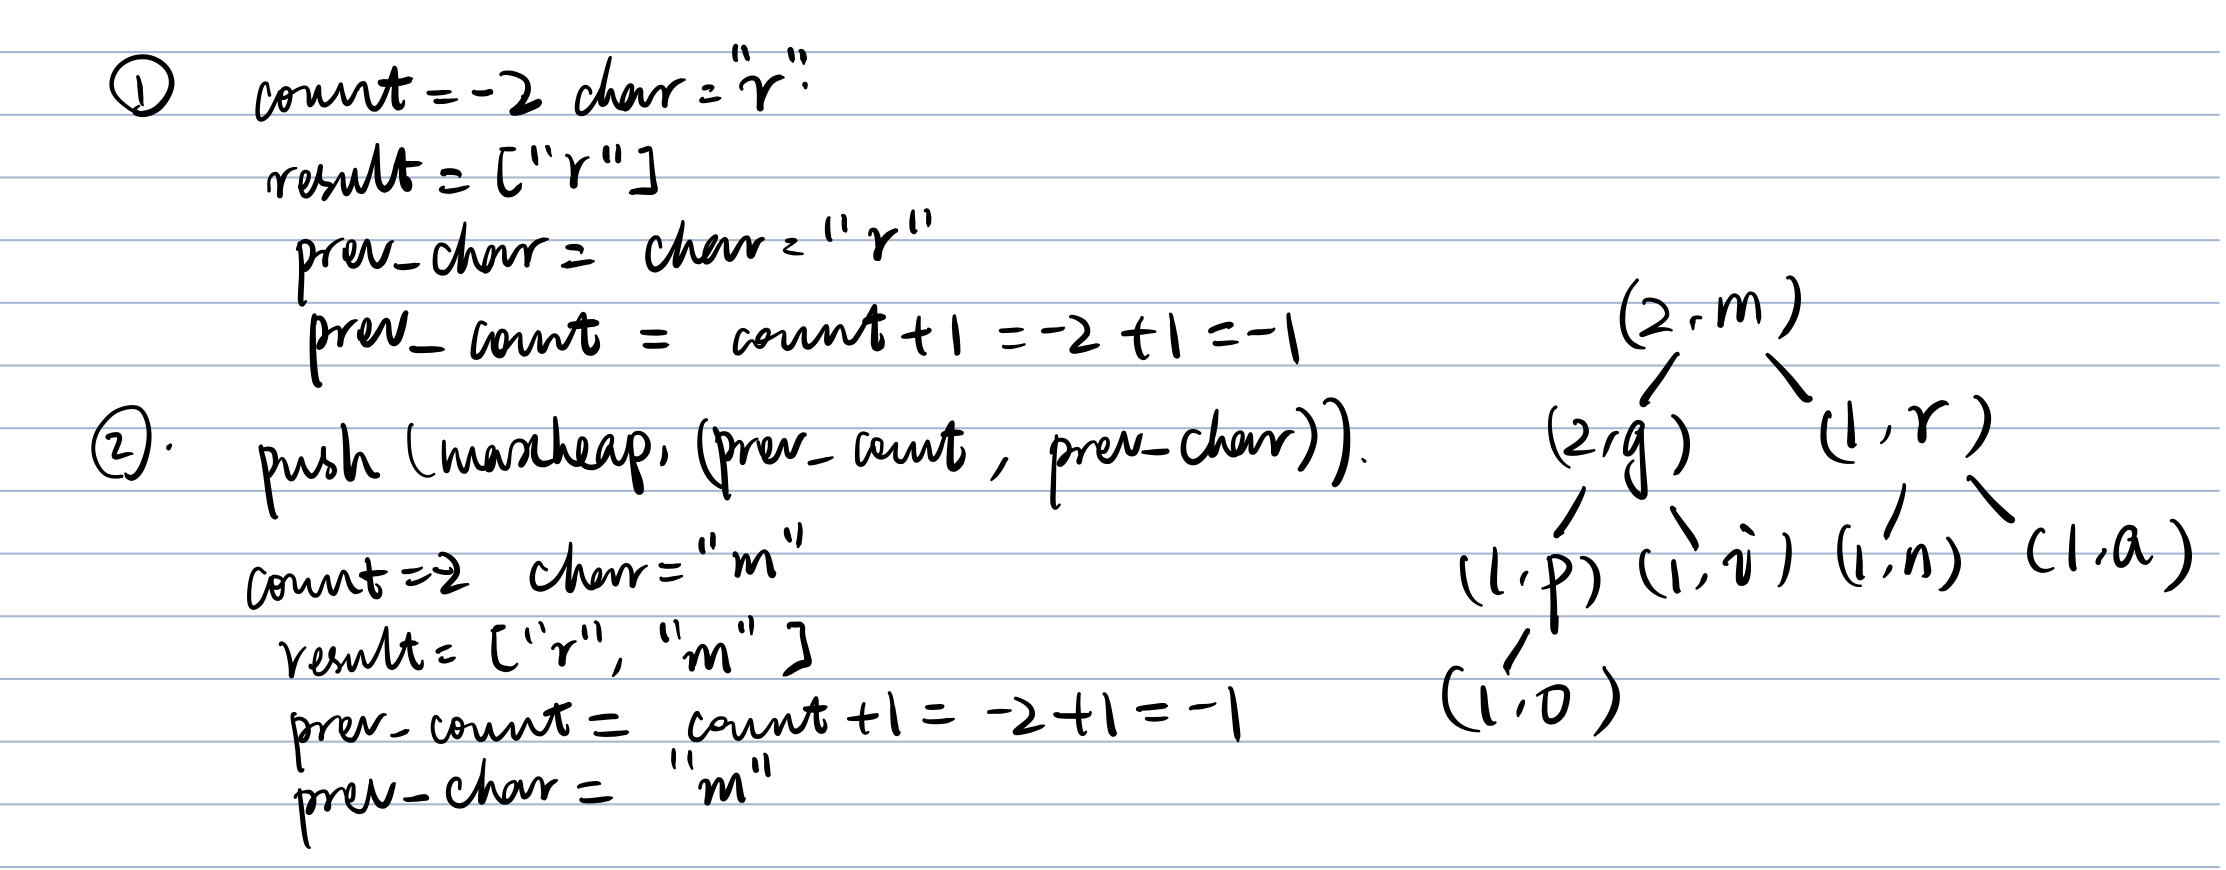 ① count = -2 char = "r".
result = ["r"]
prev_char = char = "r"
prev_count = count + 1 = -2 + 1 = -1
②. push (maxheap, (prev_count, prev_char)).
count = -2 char = "m"
result = ["r", "m"]
prev_count = count + 1 = -2 + 1 = -1
prev_char = "m"
(2,m)
(2,g) (1,r)
(1,p) (1,i) (1,n) (1,a)
(1,o)